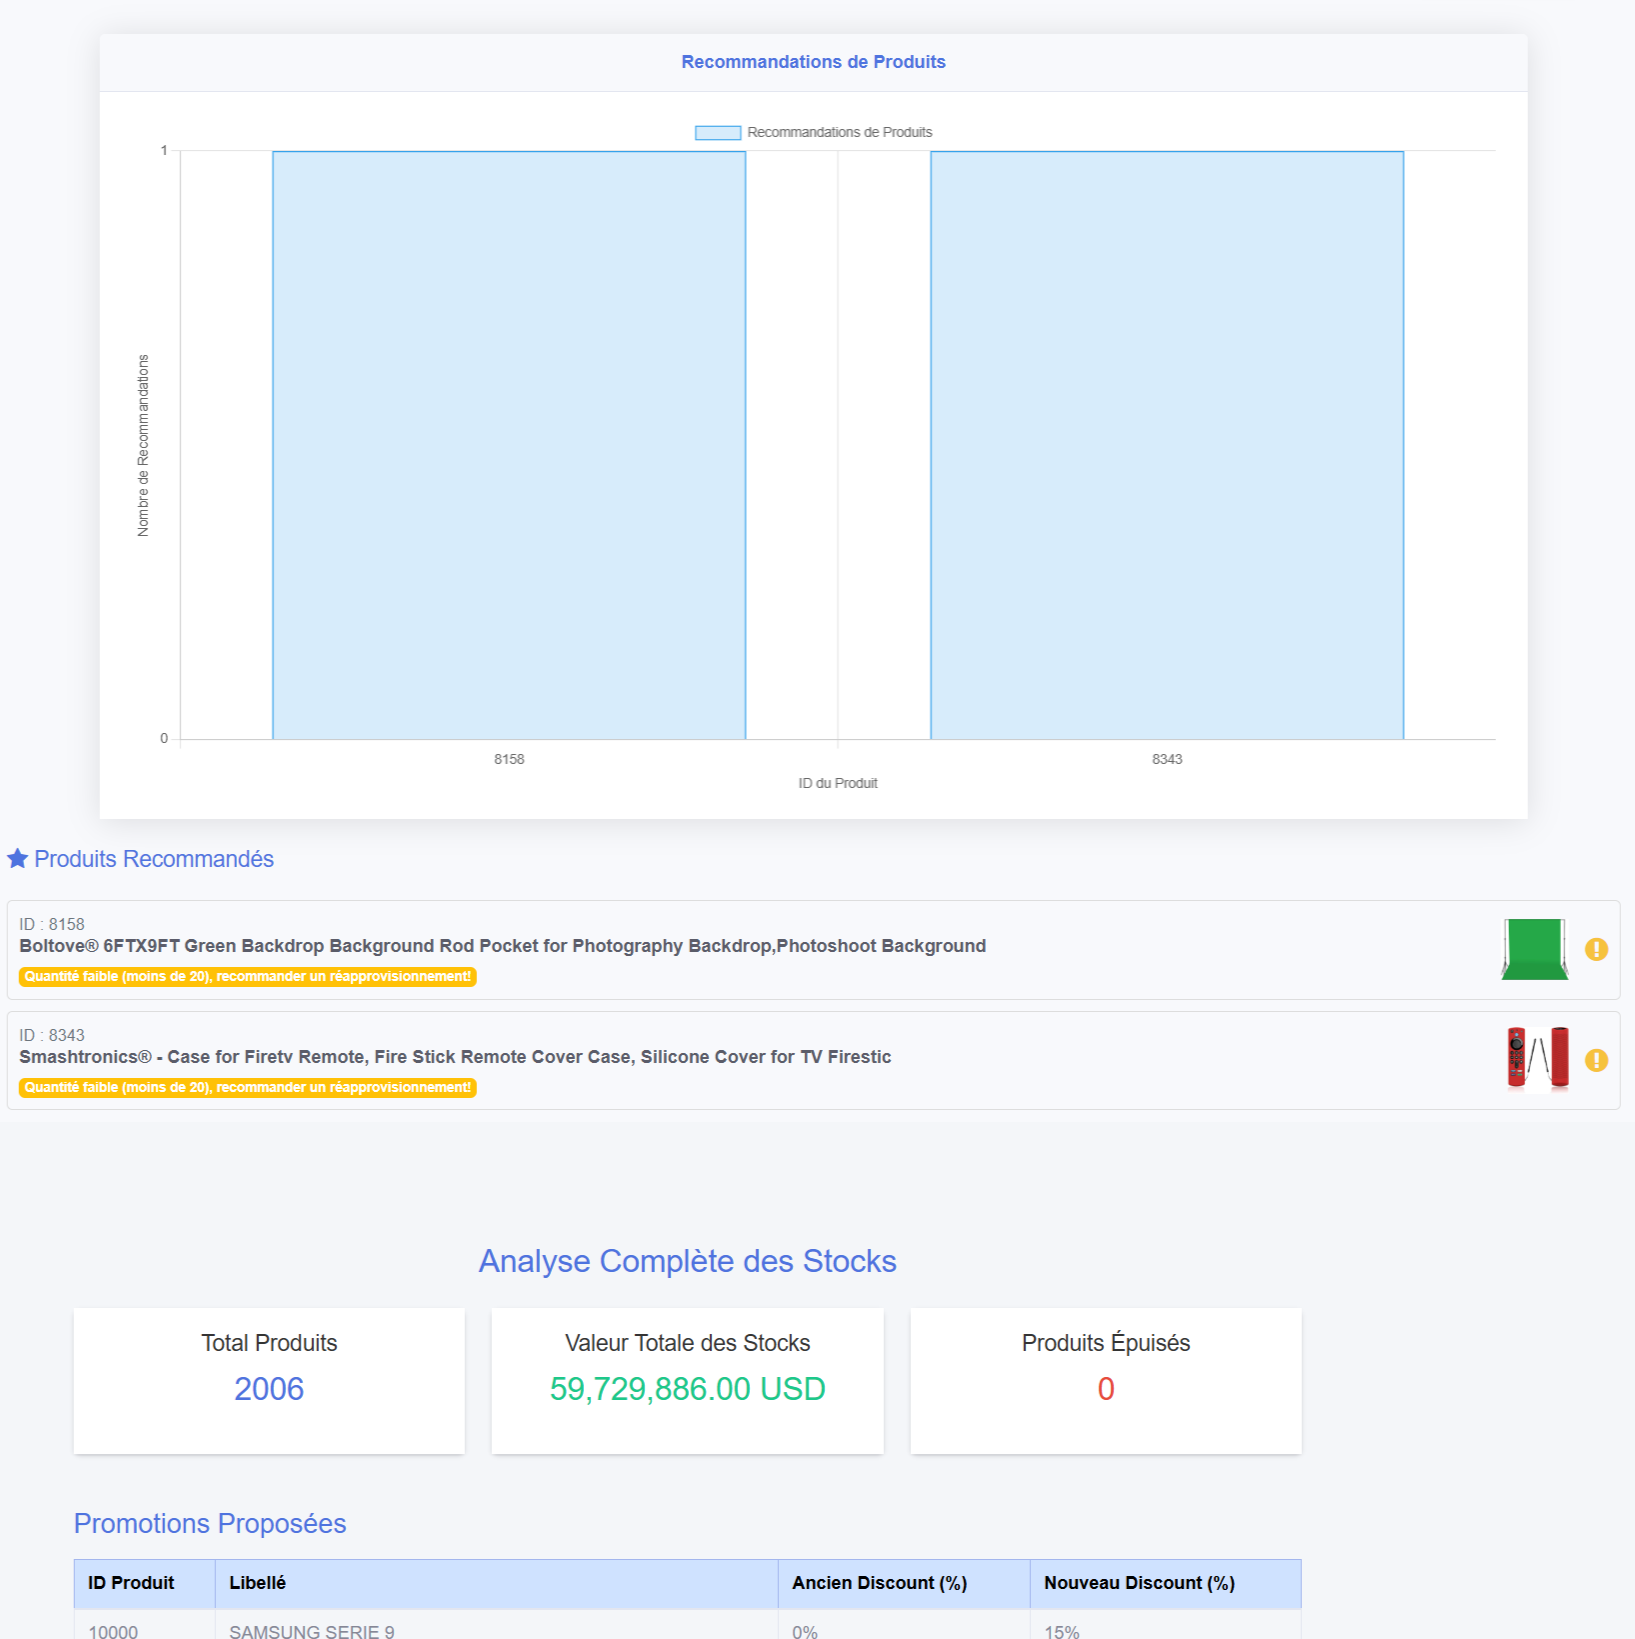 Recommandations de Produits
Recommandations de Produits
1
Nombre de Recommandations
0
8158
8343
ID du Produit
Produits Recommandés
ID : 8158
Boltove® 6FTX9FT Green Backdrop Background Rod Pocket for Photography Backdrop,Photoshoot Background
Quantité faible (moins de 20), recommander un réapprovisionnement!
ID : 8343
Smashtronics® - Case for Firetv Remote, Fire Stick Remote Cover Case, Silicone Cover for TV Firestic
Quantité faible (moins de 20), recommander un réapprovisionnement!
Analyse Complète des Stocks
Total Produits
2006
Valeur Totale des Stocks
59,729,886.00 USD
Produits Épuisés
0
Promotions Proposées
ID Produit Libellé Ancien Discount (%) Nouveau Discount (%)
10000 SAMSUNG SERIE 9 0% 15%